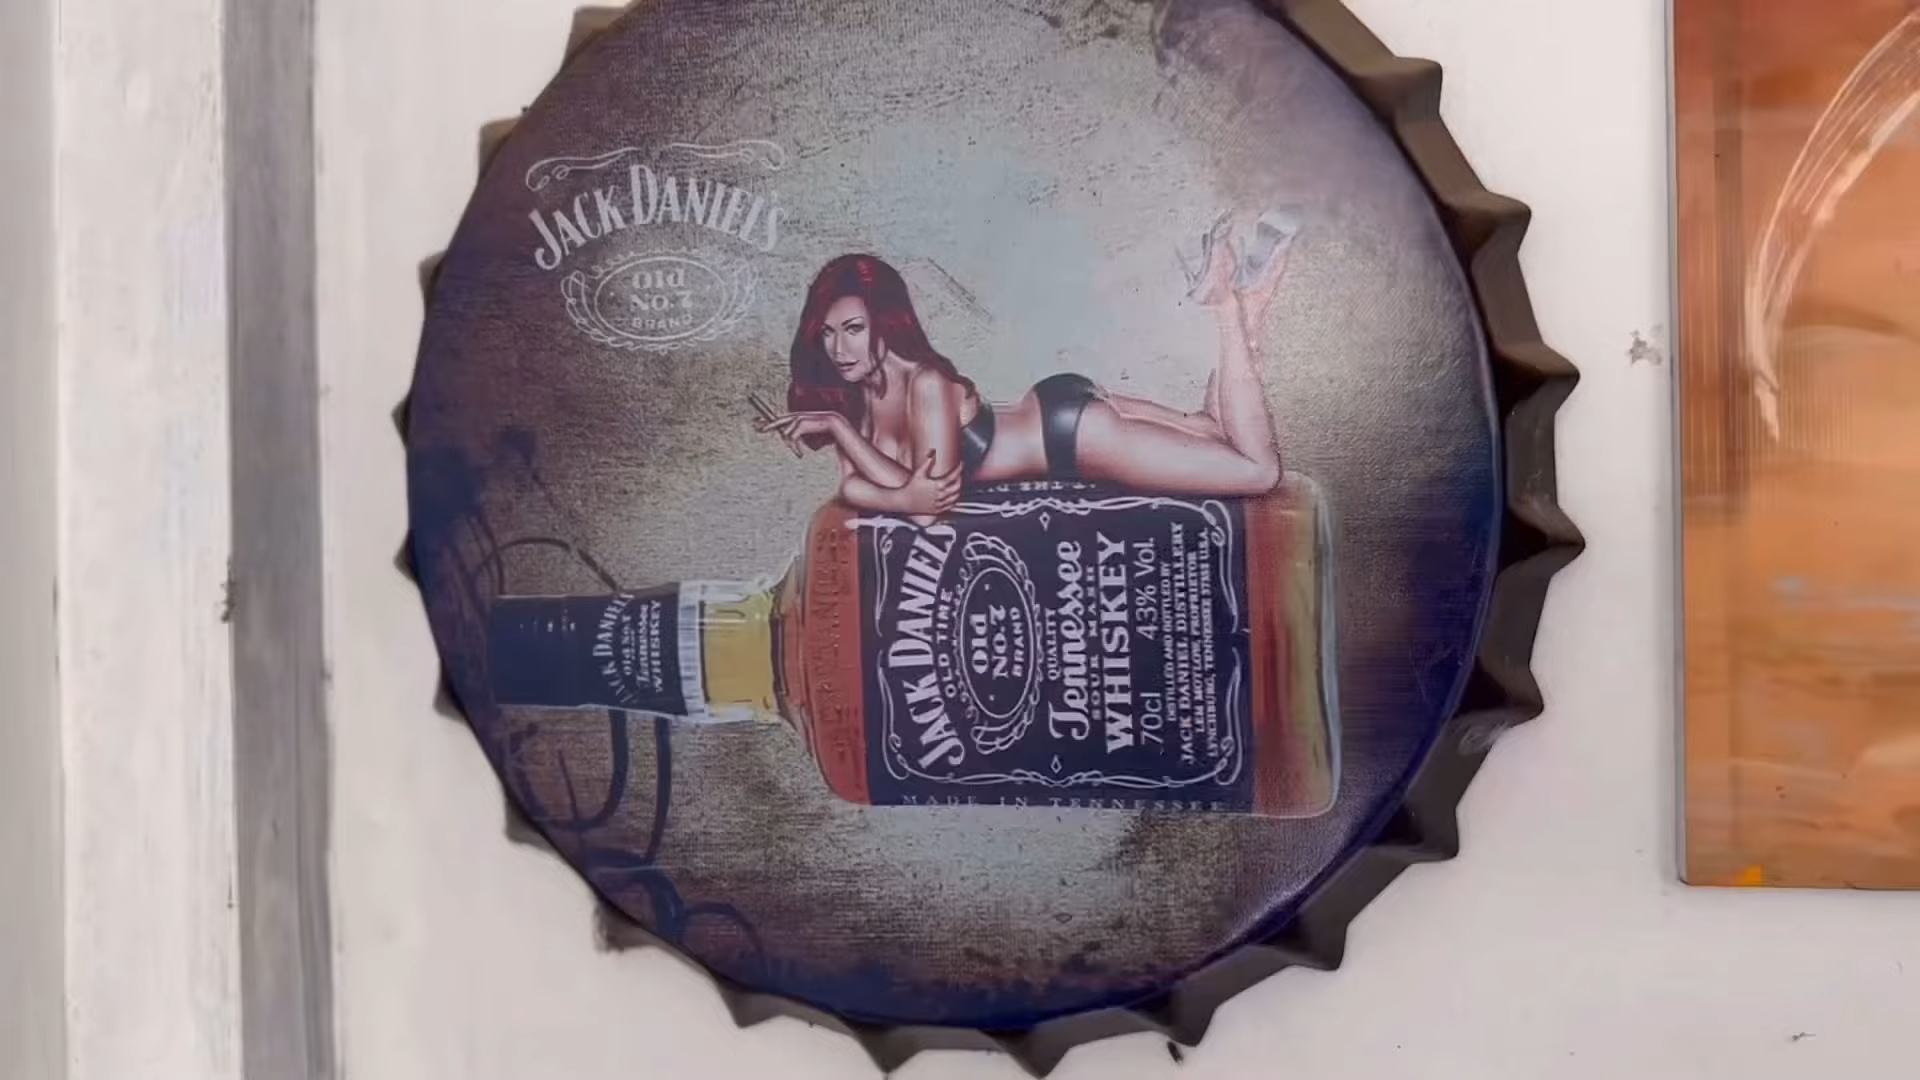 JACK DANIEL'S
Old
NO.7
BRAND
JACK DANIEL'S
OLD TIME
Old
NO.7
BRAND
QUALITY
Tennessee
SOUR MASH
WHISKEY
70cl 43% Vol.
DISTILLED AND BOTTLED BY
JACK DANIEL DISTILLERY
LEM MOTLOW, PROPRIETOR
LYNCHBURG, TENNESSEE 37352 U.S.A.
MADE IN TENNESSEE
JACK DANIEL'S
Tennessee
WHISKEY